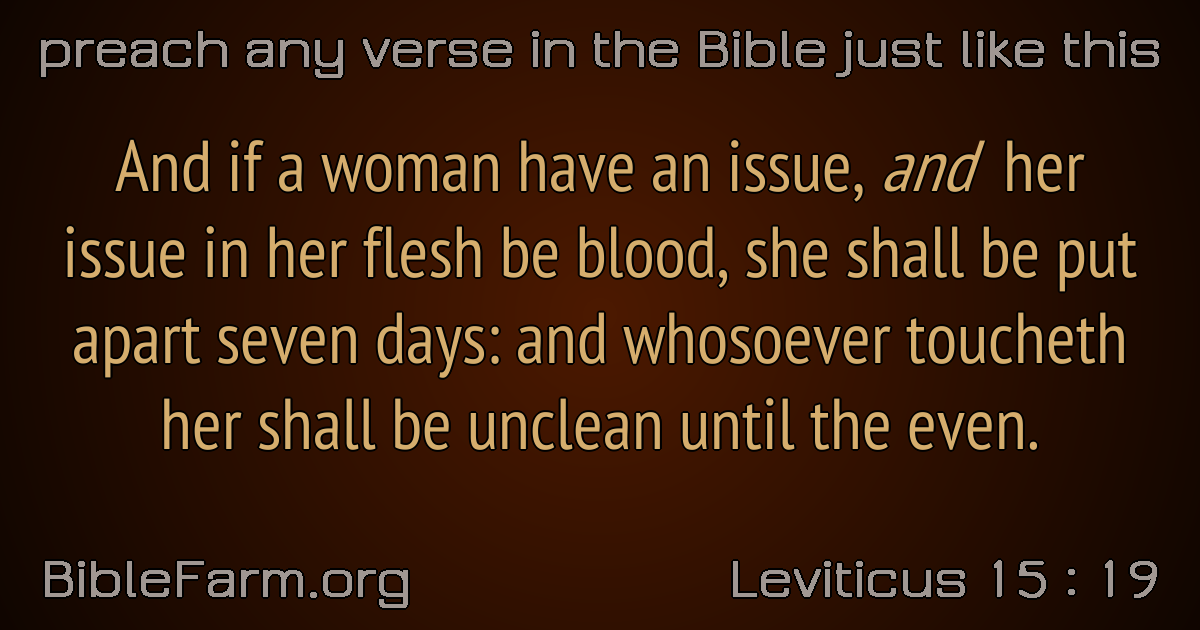 preach any verse in the Bible just like this
And if a woman have an issue, and her
issue in her flesh be blood, she shall be put
apart seven days: and whosoever toucheth
her shall be unclean until the even.
BibleFarm.org
Leviticus 15 : 19